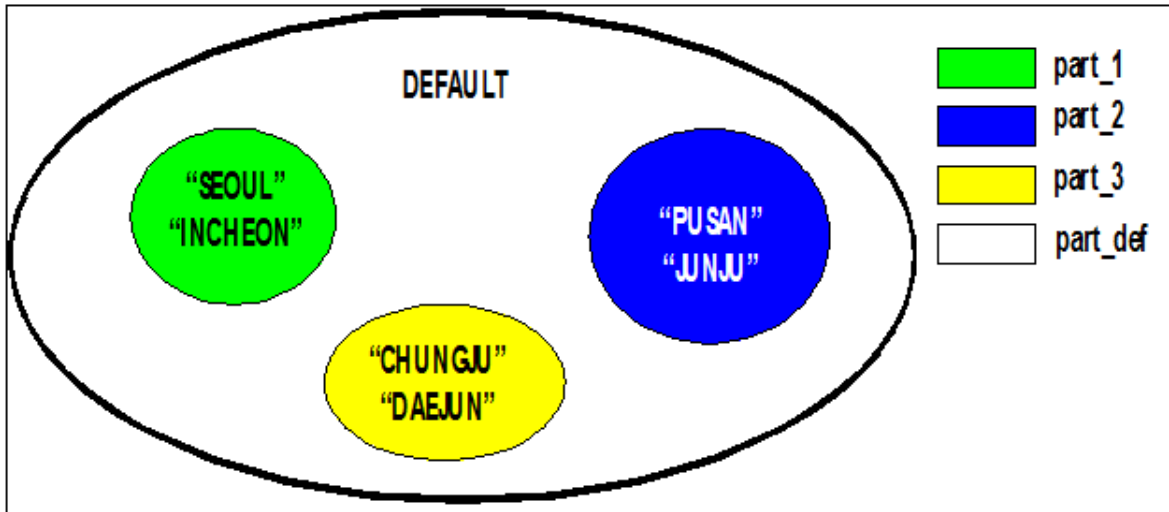 DEFAULT
“SEOUL”
“INCHEON”
“PUSAN”
“JUNJU”
“CHUNGJU”
“DAEJUN”
part_1
part_2
part_3
part_def